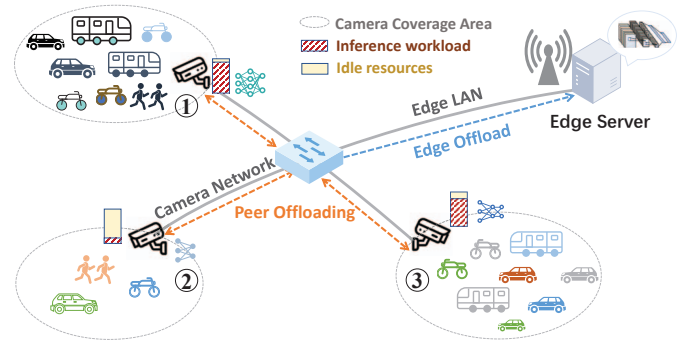 Camera Coverage Area
Inference workload
Idle resources
①
Edge LAN
Edge Server
Edge Offload
Camera Network
Peer Offloading
②
③